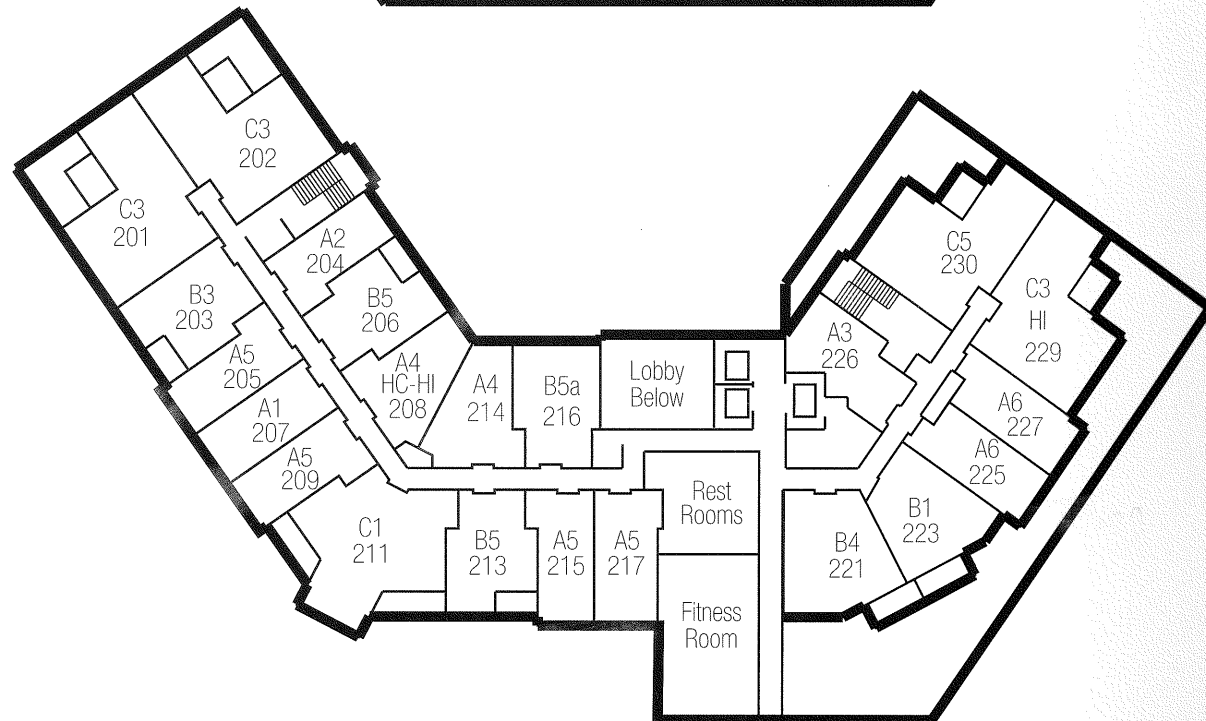 C3
202
C3
201
A2
204
B3
203
B5
206
A5
205
A4
HC-HI
208
A1
207
A5
209
A4
214
B5a
216
Lobby
Below
C1
211
B5
213
A5
215
A5
217
Rest
Rooms
Fitness
Room
C5
230
C3
HI
229
A3
226
A6
227
A6
225
B1
223
B4
221